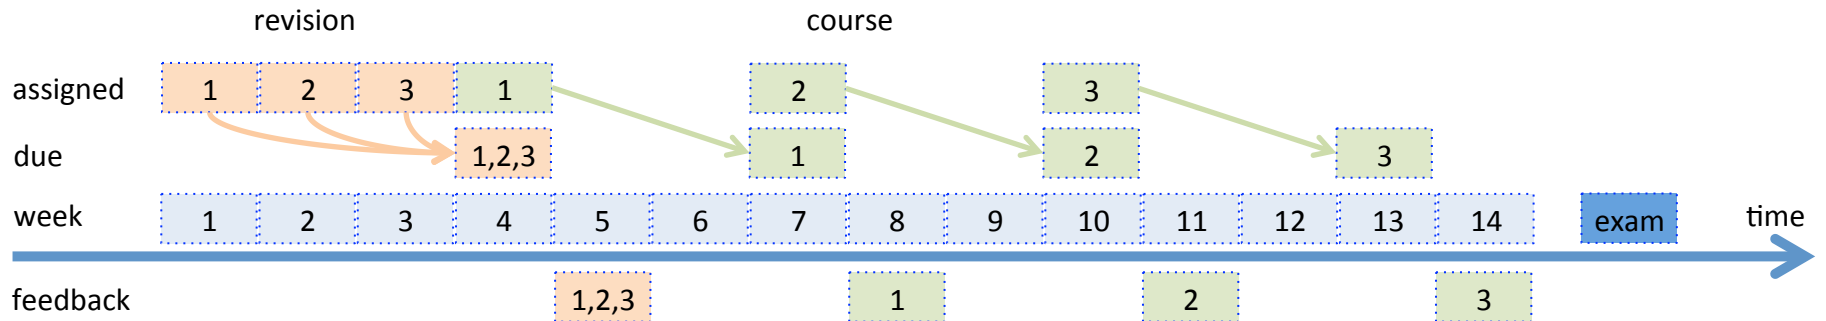 revision course
assigned 1 2 3 1 2 3
due 1,2,3 1 2 3
week 1 2 3 4 5 6 7 8 9 10 11 12 13 14 exam time
feedback 1,2,3 1 2 3